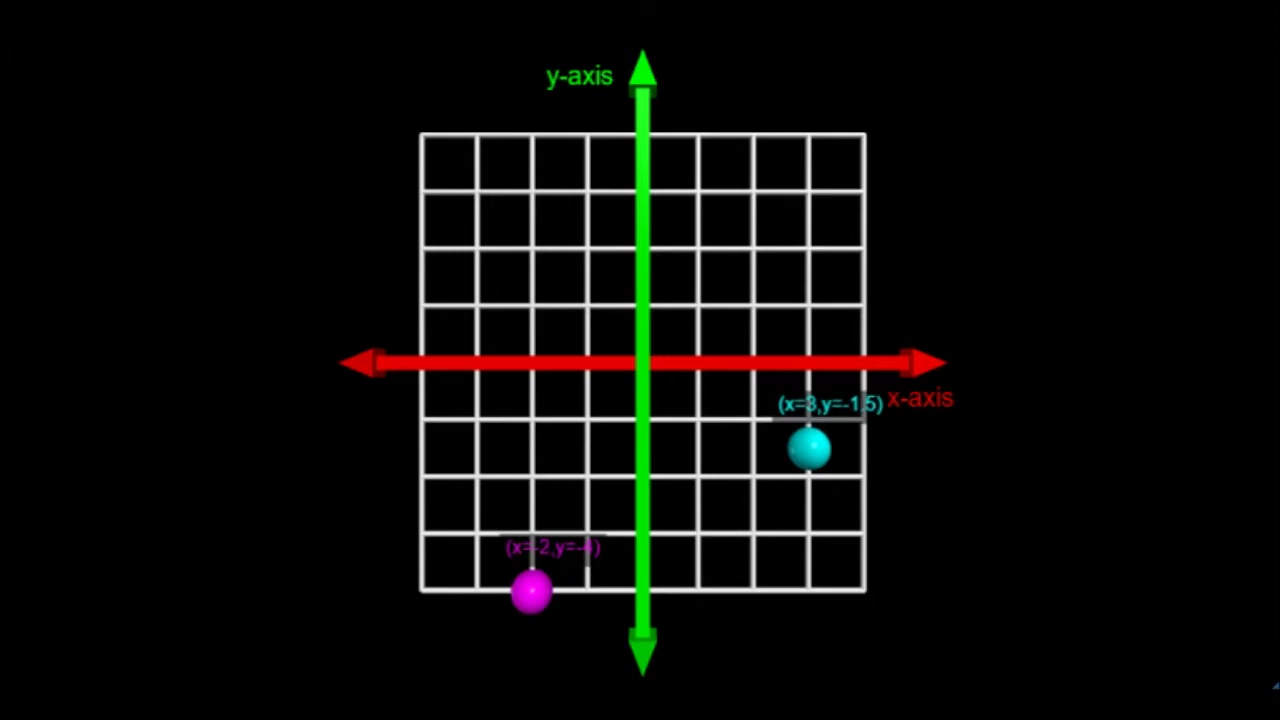 y-axis
x-axis
(x=3,y=-1.5)
(x=-2,y=-4)